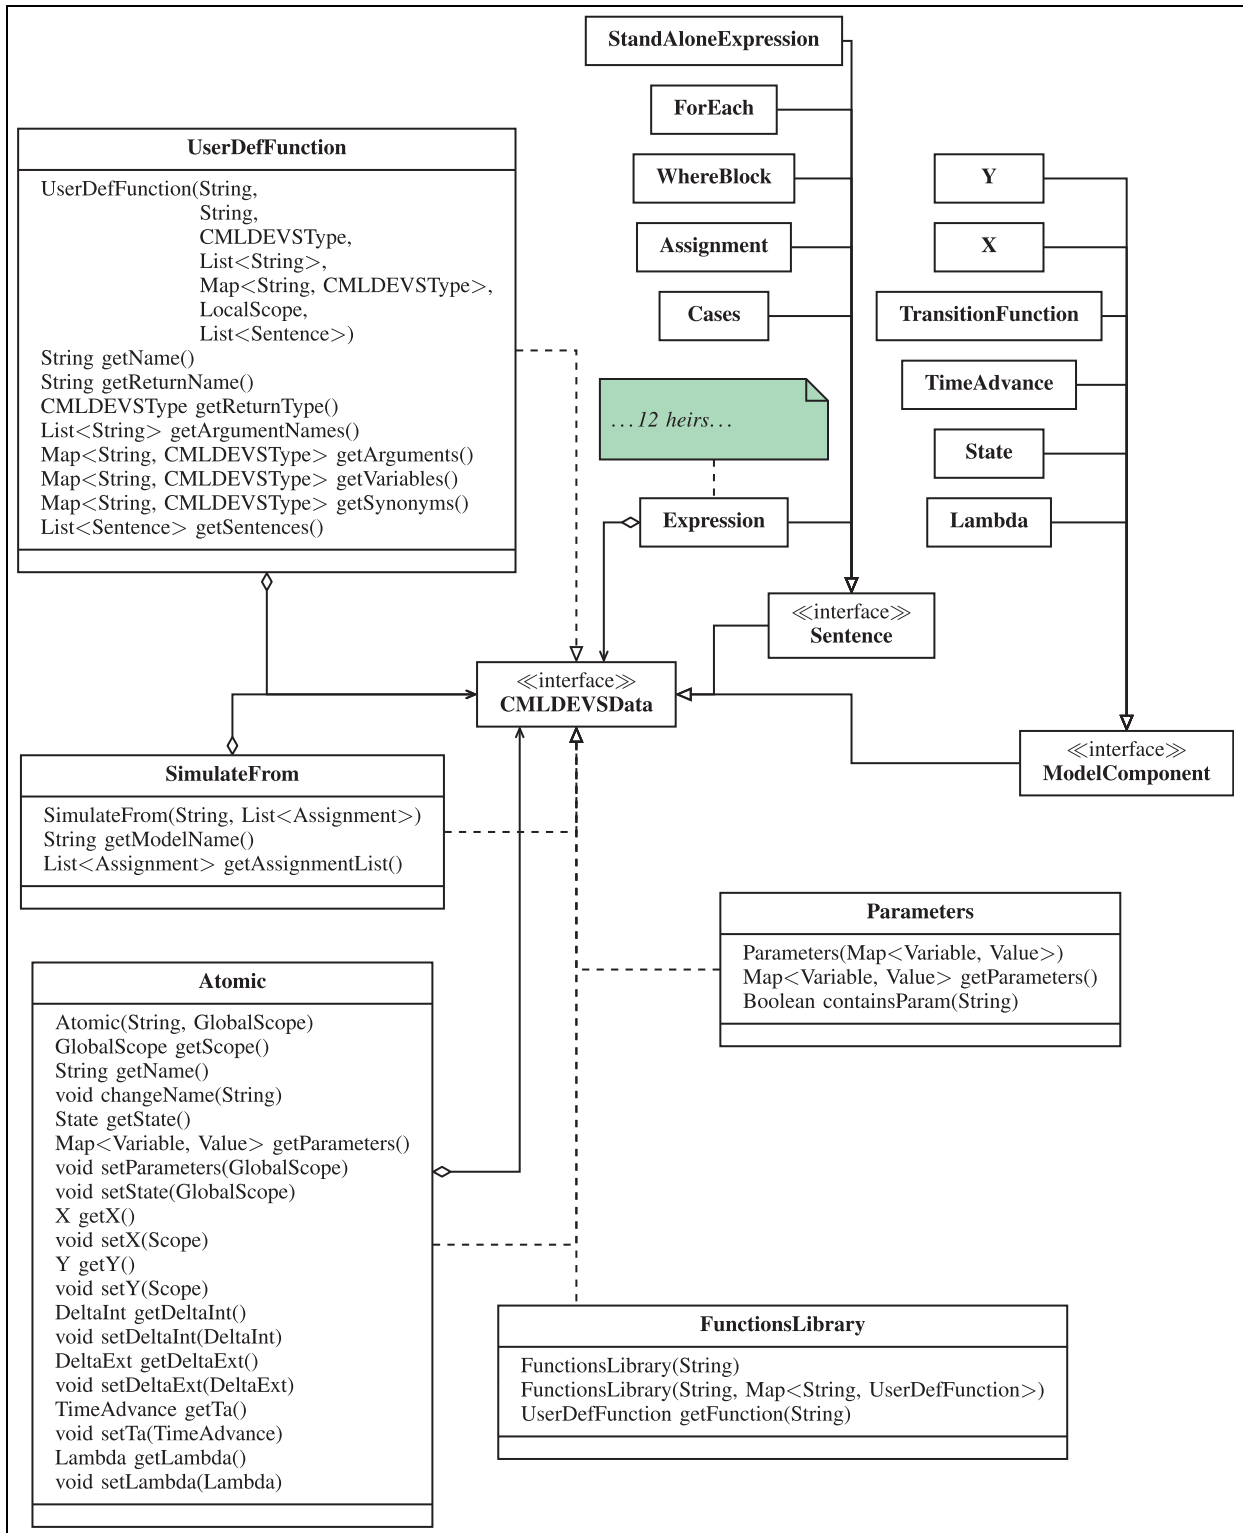 StandAloneExpression
ForEach
WhereBlock
Assignment
Cases
...12 heirs...
Expression
≪interface≫
Sentence
Y
X
TransitionFunction
TimeAdvance
State
Lambda
≪interface≫
ModelComponent
UserDefFunction
UserDefFunction(String,
String,
CMLDEVSType,
List<String>,
Map<String, CMLDEVSType>,
LocalScope,
List<Sentence>)
String getName()
String getReturnName()
CMLDEVSType getReturnType()
List<String> getArgumentNames()
Map<String, CMLDEVSType> getArguments()
Map<String, CMLDEVSType> getVariables()
Map<String, CMLDEVSType> getSynonyms()
List<Sentence> getSentences()
≪interface≫
CMLDEVSData
SimulateFrom
SimulateFrom(String, List<Assignment>)
String getModelName()
List<Assignment> getAssignmentList()
Parameters
Parameters(Map<Variable, Value>)
Map<Variable, Value> getParameters()
Boolean containsParam(String)
Atomic
Atomic(String, GlobalScope)
GlobalScope getScope()
String getName()
void changeName(String)
State getState()
Map<Variable, Value> getParameters()
void setParameters(GlobalScope)
void setState(GlobalScope)
X getX()
void setX(Scope)
Y getY()
void setY(Scope)
DeltaInt getDeltaInt()
void setDeltaInt(DeltaInt)
DeltaExt getDeltaExt()
void setDeltaExt(DeltaExt)
TimeAdvance getTa()
void setTa(TimeAdvance)
Lambda getLambda()
void setLambda(Lambda)
FunctionsLibrary
FunctionsLibrary(String)
FunctionsLibrary(String, Map<String, UserDefFunction>)
UserDefFunction getFunction(String)